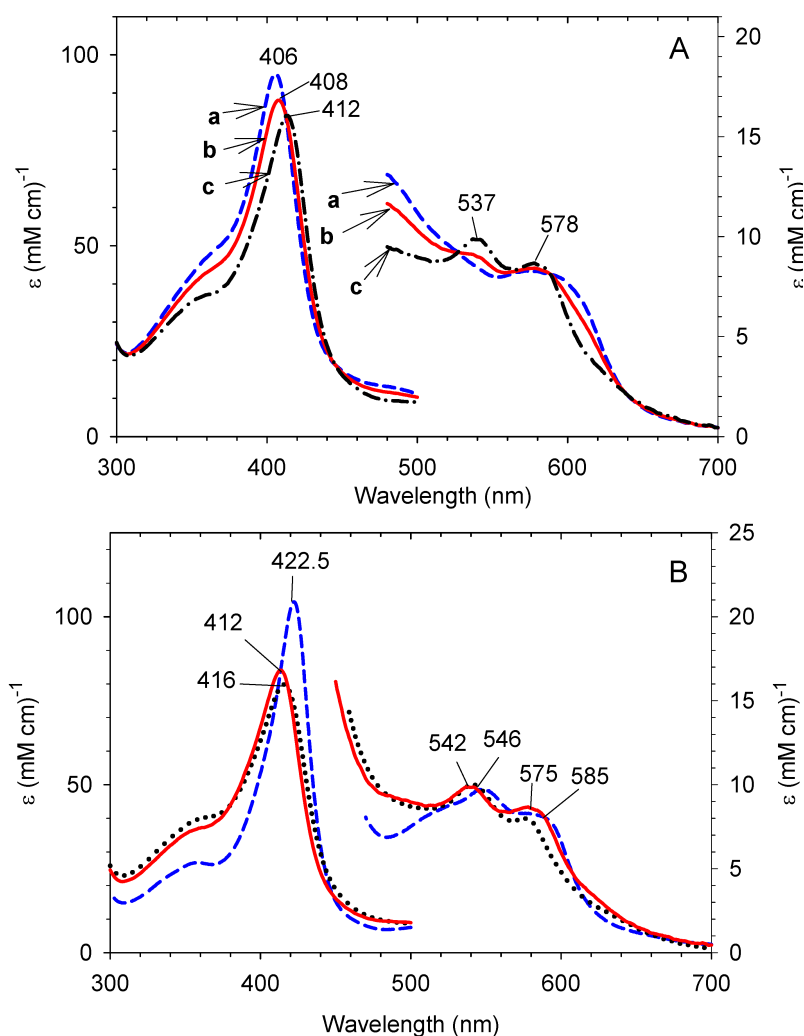 A
406
408
412
a
b
c
a
b
c
537
578
100
50
0
20
15
10
5
0
ε (mM cm)⁻¹
ε (mM cm)⁻¹
300 400 500 600 700
Wavelength (nm)
B
422.5
412
416
542 546 575 585
100
50
0
25
20
15
10
5
0
ε (mM cm)⁻¹
ε (mM cm)⁻¹
300 400 500 600 700
Wavelength (nm)